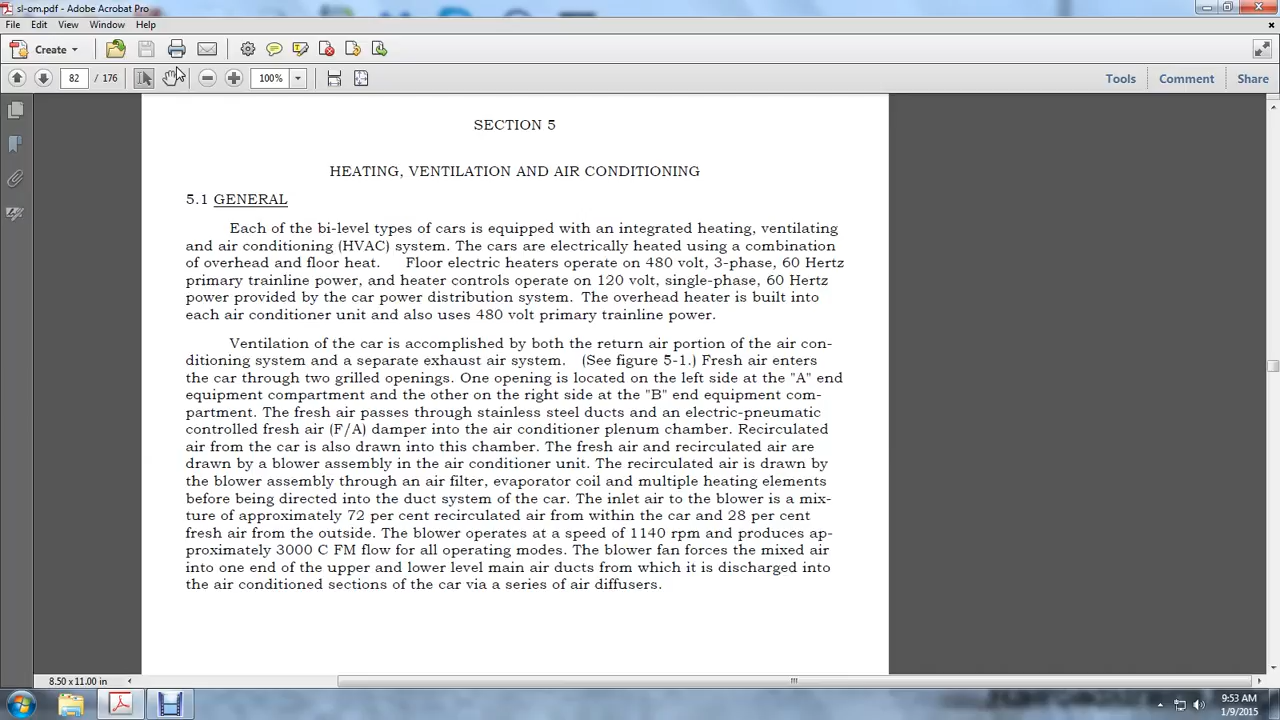 sl-om.pdf - Adobe Acrobat Pro
File Edit View Window Help
Create
82 / 176
100%
Tools Comment Share
SECTION 5
HEATING, VENTILATION AND AIR CONDITIONING
5.1 GENERAL
Each of the bi-level types of cars is equipped with an integrated heating, ventilating
and air conditioning (HVAC) system. The cars are electrically heated using a combination
of overhead and floor heat. Floor electric heaters operate on 480 volt, 3-phase, 60 Hertz
primary trainline power, and heater controls operate on 120 volt, single-phase, 60 Hertz
power provided by the car power distribution system. The overhead heater is built into
each air conditioner unit and also uses 480 volt primary trainline power.
Ventilation of the car is accomplished by both the return air portion of the air con-
ditioning system and a separate exhaust air system. (See figure 5-1.) Fresh air enters
the car through two grilled openings. One opening is located on the left side at the "A" end
equipment compartment and the other on the right side at the "B" end equipment com-
partment. The fresh air passes through stainless steel ducts and an electric-pneumatic
controlled fresh air (F/A) damper into the air conditioner plenum chamber. Recirculated
air from the car is also drawn into this chamber. The fresh air and recirculated air are
drawn by a blower assembly in the air conditioner unit. The recirculated air is drawn by
the blower assembly through an air filter, evaporator coil and multiple heating elements
before being directed into the duct system of the car. The inlet air to the blower is a mix-
ture of approximately 72 per cent recirculated air from within the car and 28 per cent
fresh air from the outside. The blower operates at a speed of 1140 rpm and produces ap-
proximately 3000 C FM flow for all operating modes. The blower fan forces the mixed air
into one end of the upper and lower level main air ducts from which it is discharged into
the air conditioned sections of the car via a series of air diffusers.
8.50 x 11.00 in
9:53 AM
1/9/2015